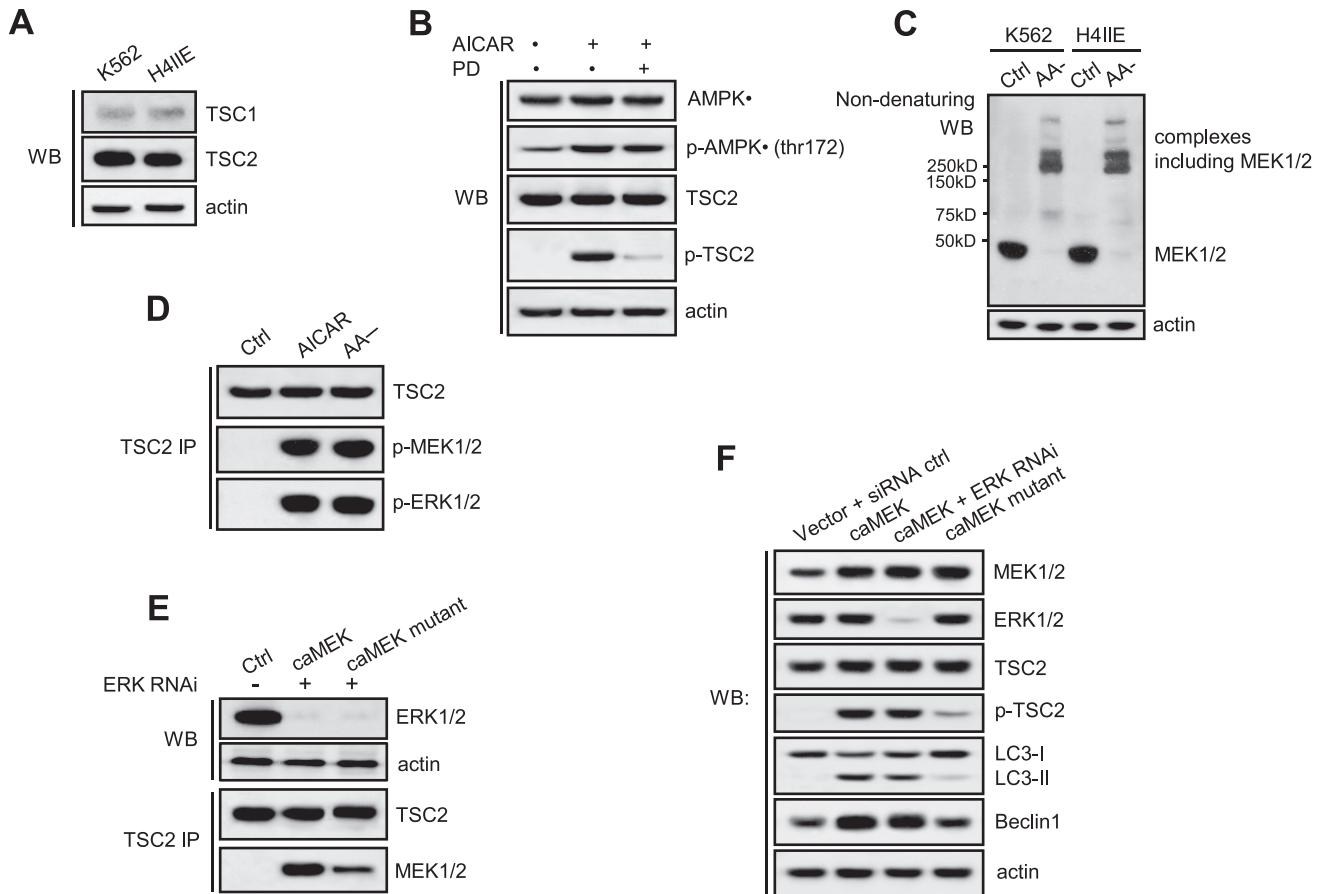 A
K562 H4IIE
WB
TSC1
TSC2
actin
B
AICAR • + +
PD • • +
WB
AMPK•
p-AMPK• (thr172)
TSC2
p-TSC2
actin
C
K562 H4IIE
Ctrl AA- Ctrl AA-
Non-denaturing
WB
250kD
150kD
75kD
50kD
complexes
including MEK1/2
MEK1/2
actin
D
Ctrl AICAR AA—
TSC2 IP
TSC2
p-MEK1/2
p-ERK1/2
E
Ctrl caMEK caMEK mutant
ERK RNAi - + +
WB
ERK1/2
actin
TSC2 IP
TSC2
MEK1/2
F
Vector + siRNA ctrl
caMEK
caMEK + ERK RNAi
caMEK mutant
WB:
MEK1/2
ERK1/2
TSC2
p-TSC2
LC3-I
LC3-II
Beclin1
actin